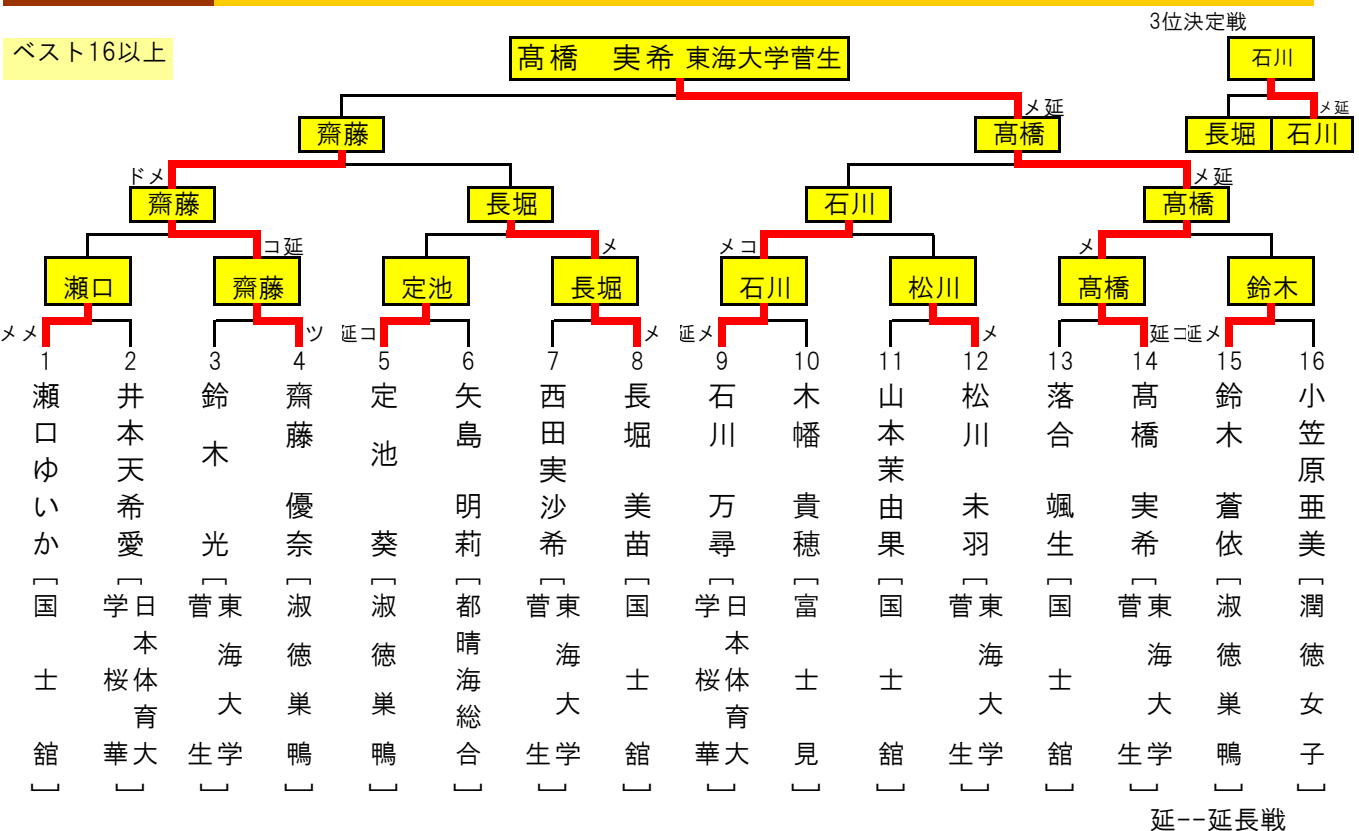 3位決定戦
ベスト16以上
髙橋　実希 東海大学菅生
石川
メ延
メ延
齋藤
髙橋
長堀
石川
ドメ
メ延
齋藤
長堀
石川
髙橋
コ延
メ
メコ
メ
瀬口
齋藤
定池
長堀
石川
松川
髙橋
鈴木
メメ
ツ
延コ
メ
延メ
メ
延コ
延メ
1
2
3
4
5
6
7
8
9
10
11
12
13
14
15
16
瀬口ゆいか
井本天希愛
鈴木　光
齋藤　優奈
定池　葵
矢島　明莉
西田実沙希
長堀　美苗
石川　万尋
木幡　貴穂
山本茉由果
松川　未羽
落合　颯生
髙橋　実希
鈴木　蒼依
小笠原亜美
[国士舘]
[日本体育大学桜華]
[東海大学菅生]
[淑徳巣鴨]
[淑徳巣鴨]
[都晴海総合]
[東海大学菅生]
[国士舘]
[日本体育大学桜華]
[富士見]
[国士舘]
[東海大学菅生]
[国士舘]
[東海大学菅生]
[淑徳巣鴨]
[潤徳女子]
延--延長戦